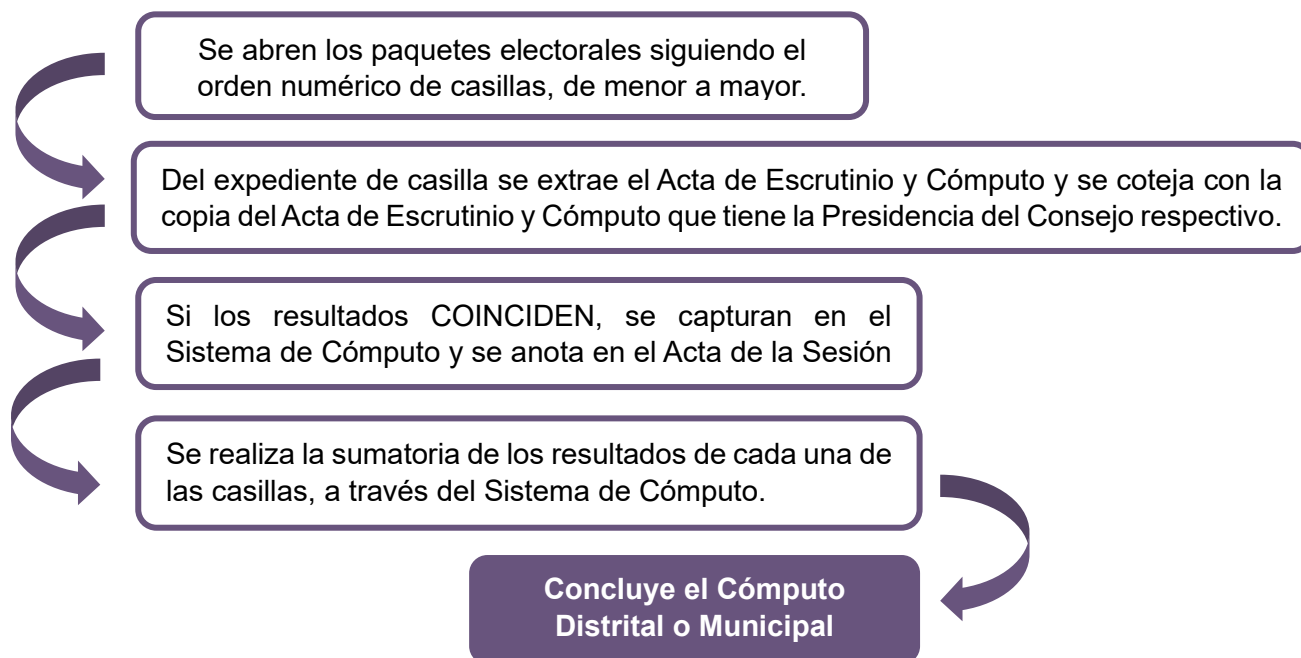 Se abren los paquetes electorales siguiendo el
orden numérico de casillas, de menor a mayor.
Del expediente de casilla se extrae el Acta de Escrutinio y Cómputo y se coteja con la
copia del Acta de Escrutinio y Cómputo que tiene la Presidencia del Consejo respectivo.
Si los resultados COINCIDEN, se capturan en el
Sistema de Cómputo y se anota en el Acta de la Sesión
Se realiza la sumatoria de los resultados de cada una de
las casillas, a través del Sistema de Cómputo.
Concluye el Cómputo
Distrital o Municipal